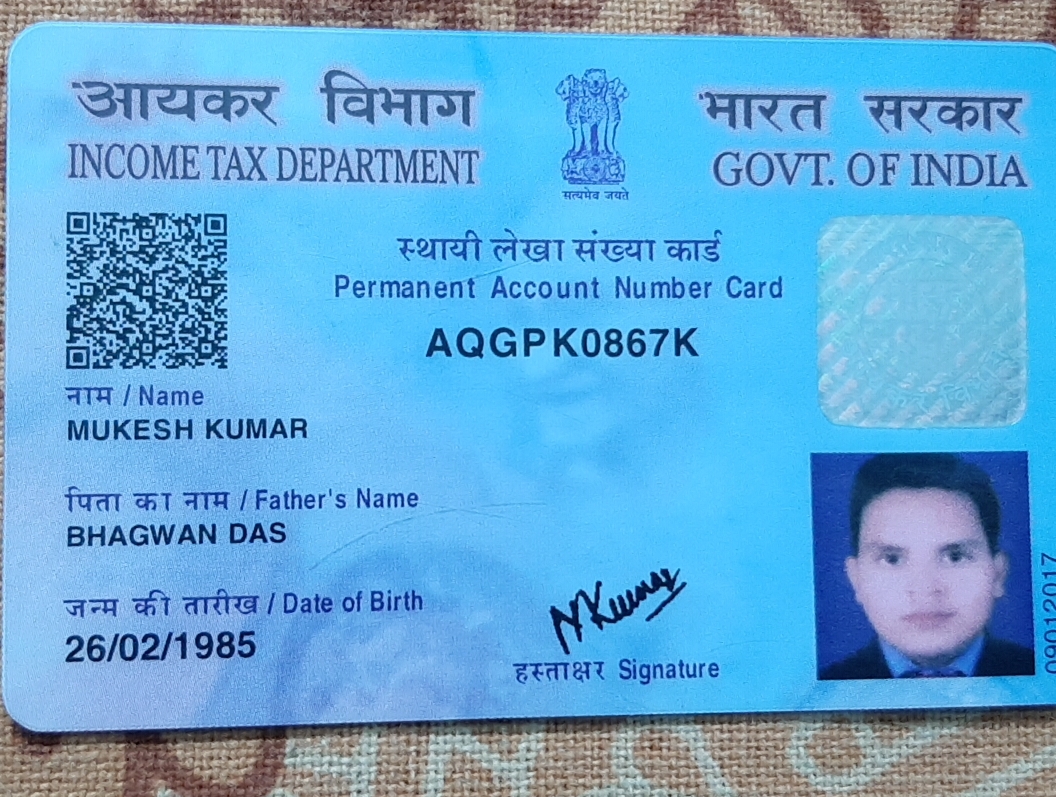 आयकर विभाग
INCOME TAX DEPARTMENT
सत्यमेव जयते
भारत सरकार
GOVT. OF INDIA
स्थायी लेखा संख्या कार्ड
Permanent Account Number Card
AQGPK0867K
नाम / Name
MUKESH KUMAR
पिता का नाम / Father's Name
BHAGWAN DAS
जन्म की तारीख / Date of Birth
26/02/1985
हस्ताक्षर Signature
09012017